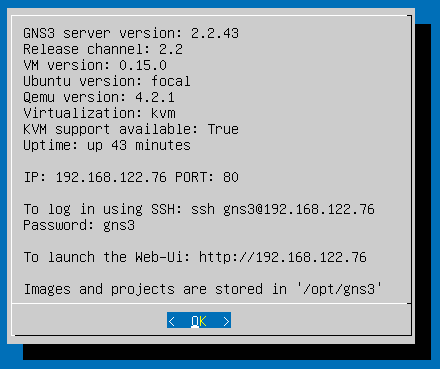 GNS3 server version: 2.2.43
Release channel: 2.2
VM version: 0.15.0
Ubuntu version: focal
Qemu version: 4.2.1
Virtualization: kvm
KVM support available: True
Uptime: up 43 minutes
IP: 192.168.122.76 PORT: 80
To log in using SSH: ssh gns3@192.168.122.76
Password: gns3
To launch the Web-Ui: http://192.168.122.76
Images and projects are stored in '/opt/gns3'
<  OK  >